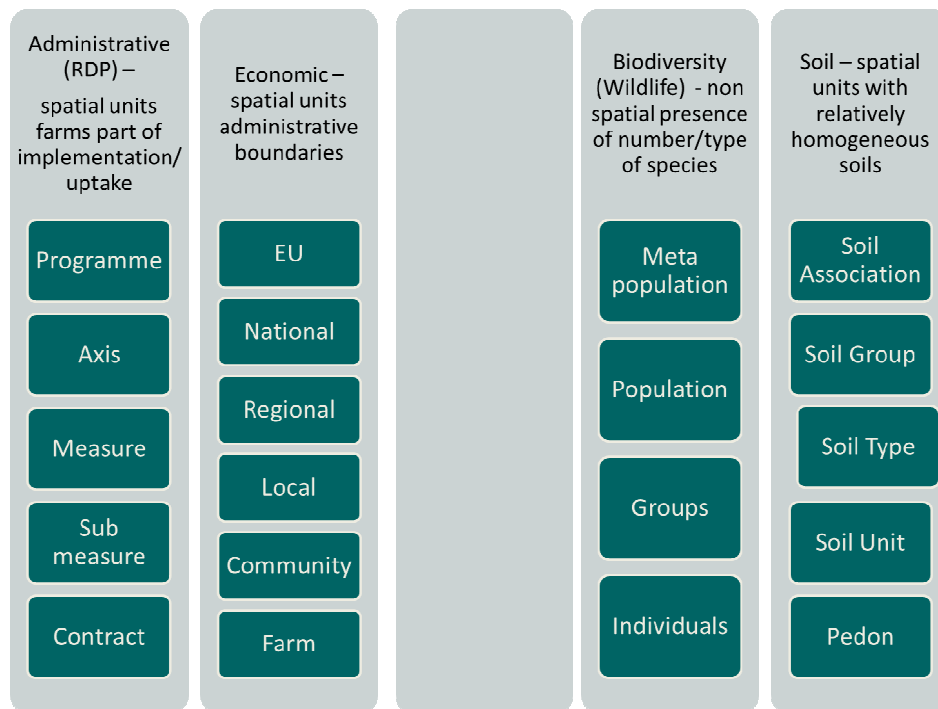 Administrative
(RDP) –
spatial units
farms part of
implementation/
uptake
Programme
Axis
Measure
Sub
measure
Contract
Economic –
spatial units
administrative
boundaries
EU
National
Regional
Local
Community
Farm
Biodiversity
(Wildlife) - non
spatial presence
of number/type
of species
Meta
population
Population
Groups
Individuals
Soil – spatial
units with
relatively
homogeneous
soils
Soil
Association
Soil Group
Soil Type
Soil Unit
Pedon